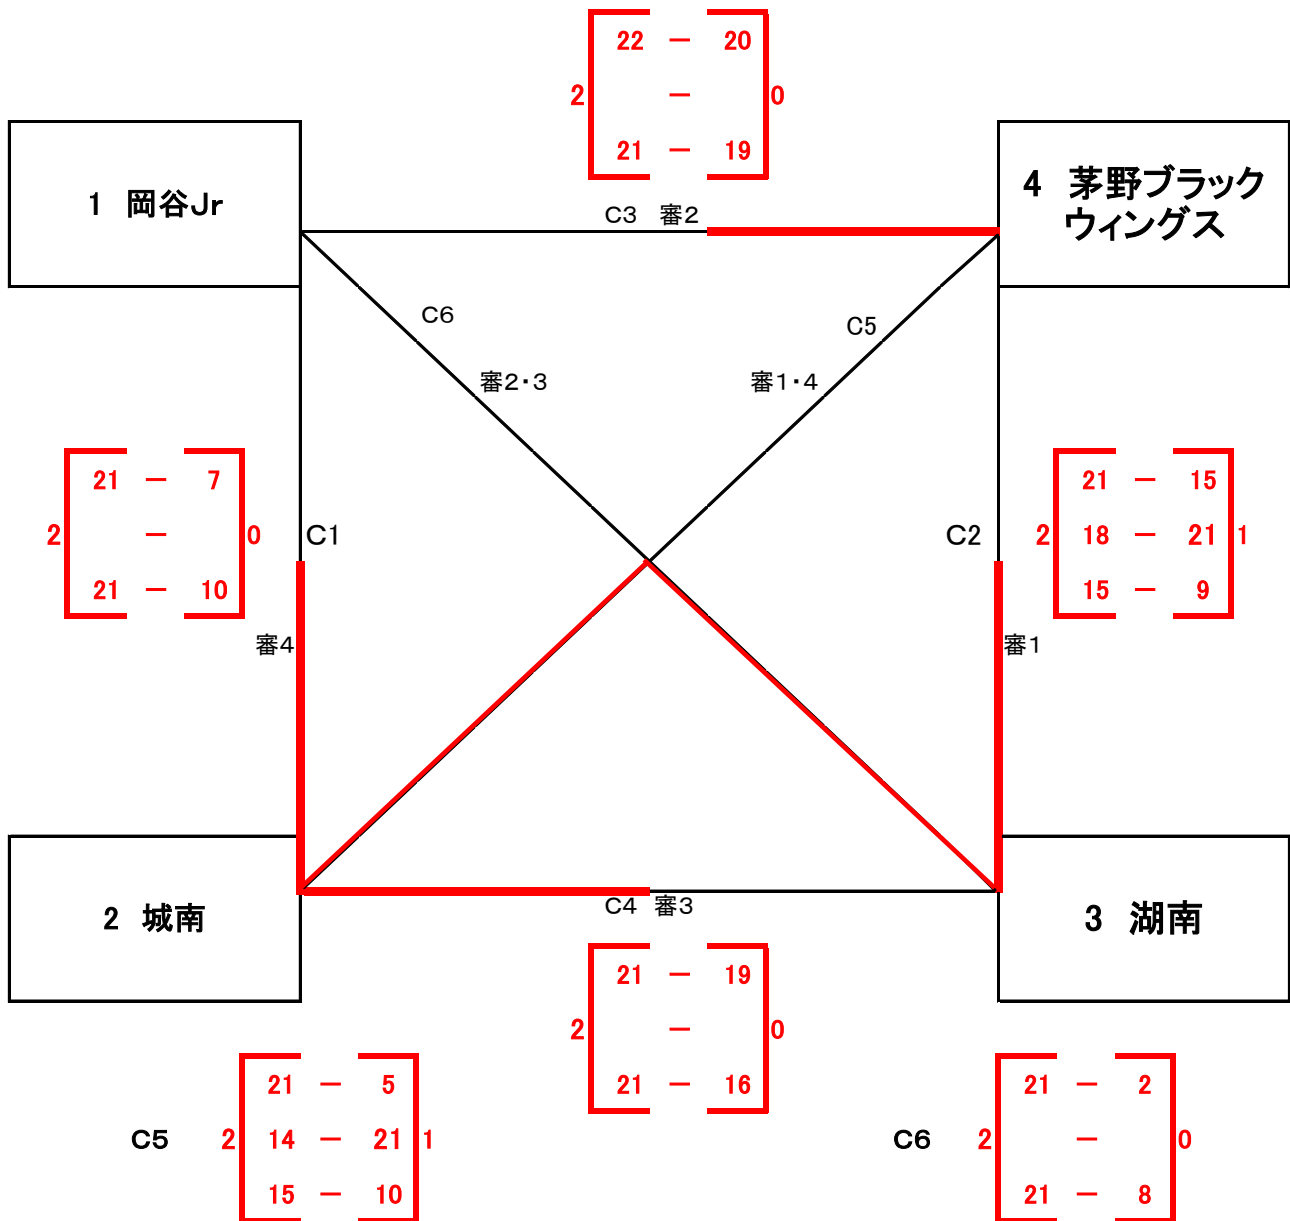 22 － 20
2 － 0
21 － 19
1 岡谷Jr
4 茅野ブラック
ウィングス
C3 審2
C6
C5
審2・3
審1・4
21 － 7
2 － 0
21 － 10
C1
審4
C2
21 － 15
2 18 － 21 1
15 － 9
審1
2 城南
3 湖南
C4 審3
21 － 19
2 － 0
21 － 16
21 － 5
C5 2 14 － 21 1
15 － 10
21 － 2
C6 2 － 0
21 － 8